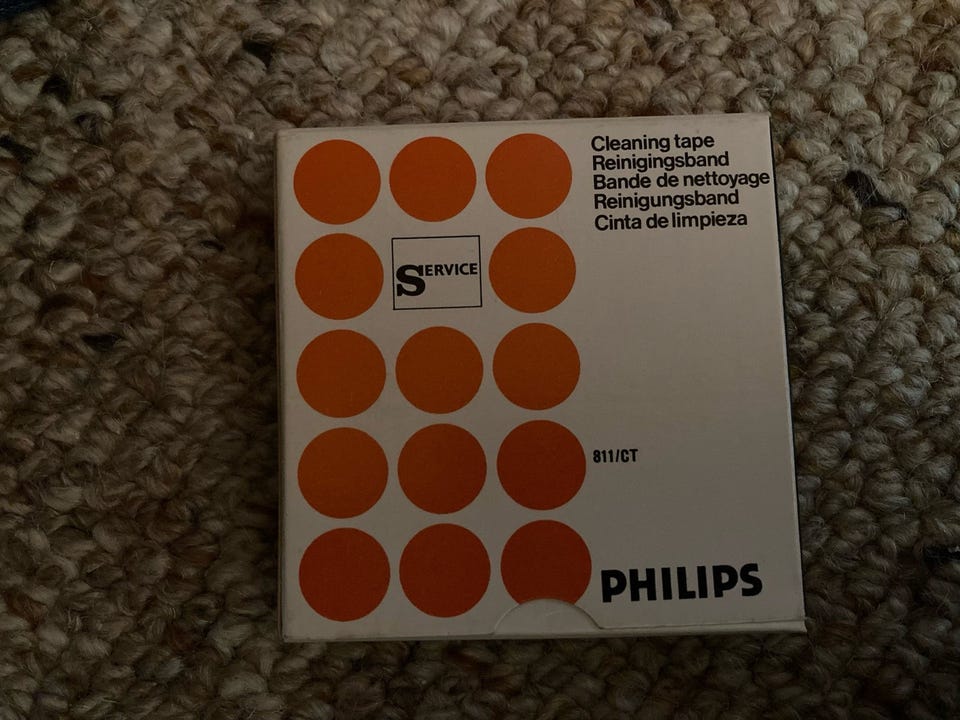 Cleaning tape
Reinigingsband
Bande de nettoyage
Reinigungsband
Cinta de limpieza
SERVICE
811/CT
PHILIPS